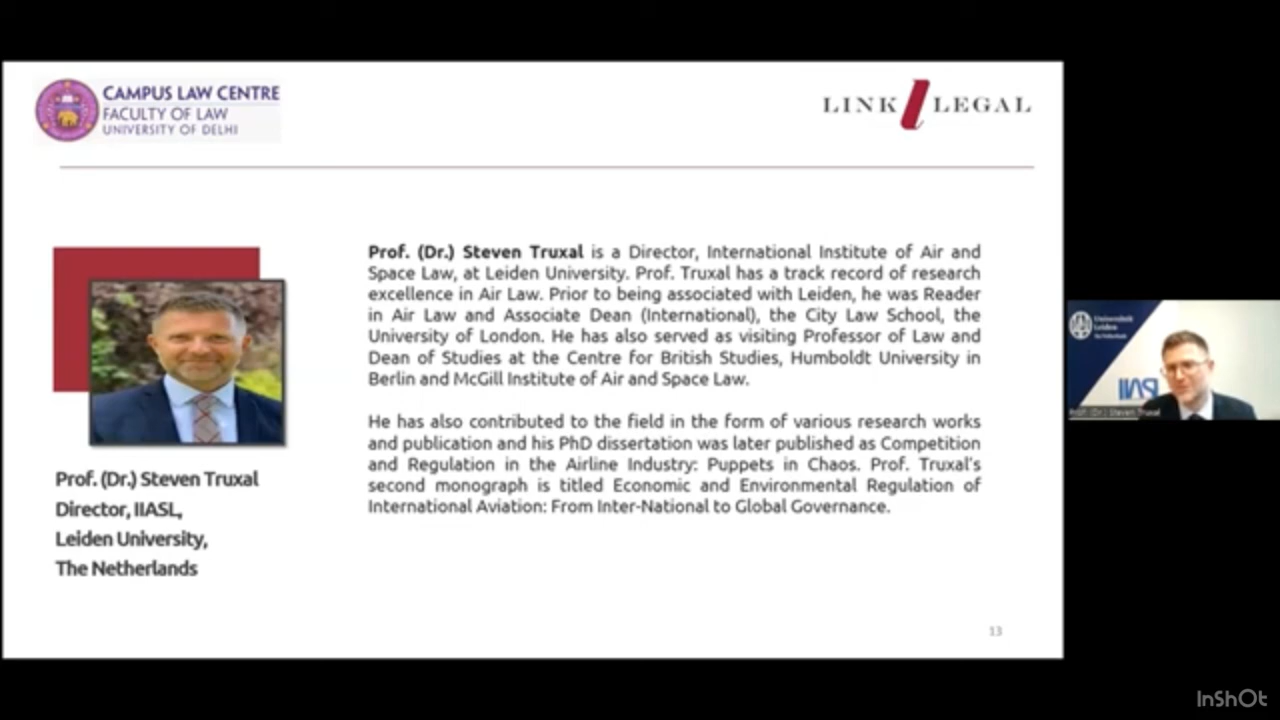 CAMPUS LAW CENTRE
FACULTY OF LAW
UNIVERSITY OF DELHI
LINK LEGAL
Prof. (Dr.) Steven Truxal is a Director, International Institute of Air and
Space Law, at Leiden University. Prof. Truxal has a track record of research
excellence in Air Law. Prior to being associated with Leiden, he was Reader
in Air Law and Associate Dean (International), the City Law School, the
University of London. He has also served as visiting Professor of Law and
Dean of Studies at the Centre for British Studies, Humboldt University in
Berlin and McGill Institute of Air and Space Law.
He has also contributed to the field in the form of various research works
and publication and his PhD dissertation was later published as Competition
and Regulation in the Airline Industry: Puppets in Chaos. Prof. Truxal's
second monograph is titled Economic and Environmental Regulation of
International Aviation: From Inter-National to Global Governance.
Prof. (Dr.) Steven Truxal
Director, IIASL,
Leiden University,
The Netherlands
13
Universiteit
Leiden
Prof. (Dr.) Steven Truxal
InShOt